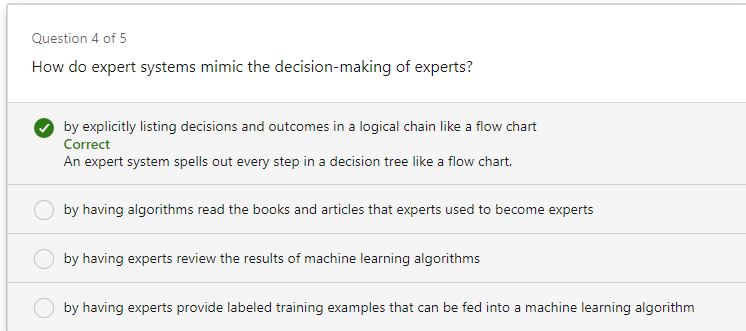 Question 4 of 5
How do expert systems mimic the decision-making of experts?
by explicitly listing decisions and outcomes in a logical chain like a flow chart
Correct
An expert system spells out every step in a decision tree like a flow chart.
by having algorithms read the books and articles that experts used to become experts
by having experts review the results of machine learning algorithms
by having experts provide labeled training examples that can be fed into a machine learning algorithm